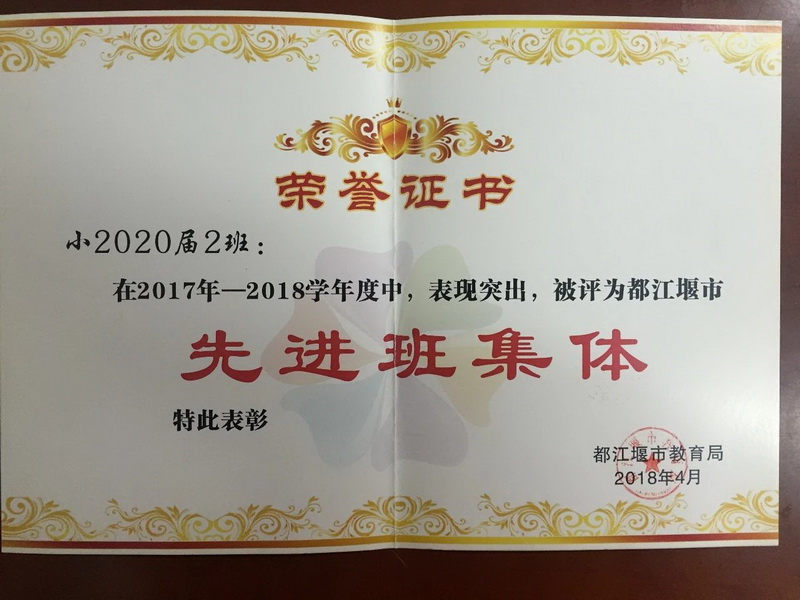 荣誉证书
小2020届2班：
在2017年—2018学年度中，表现突出，被评为都江堰市
先进班集体
特此表彰
都江堰市教育局
2018年4月